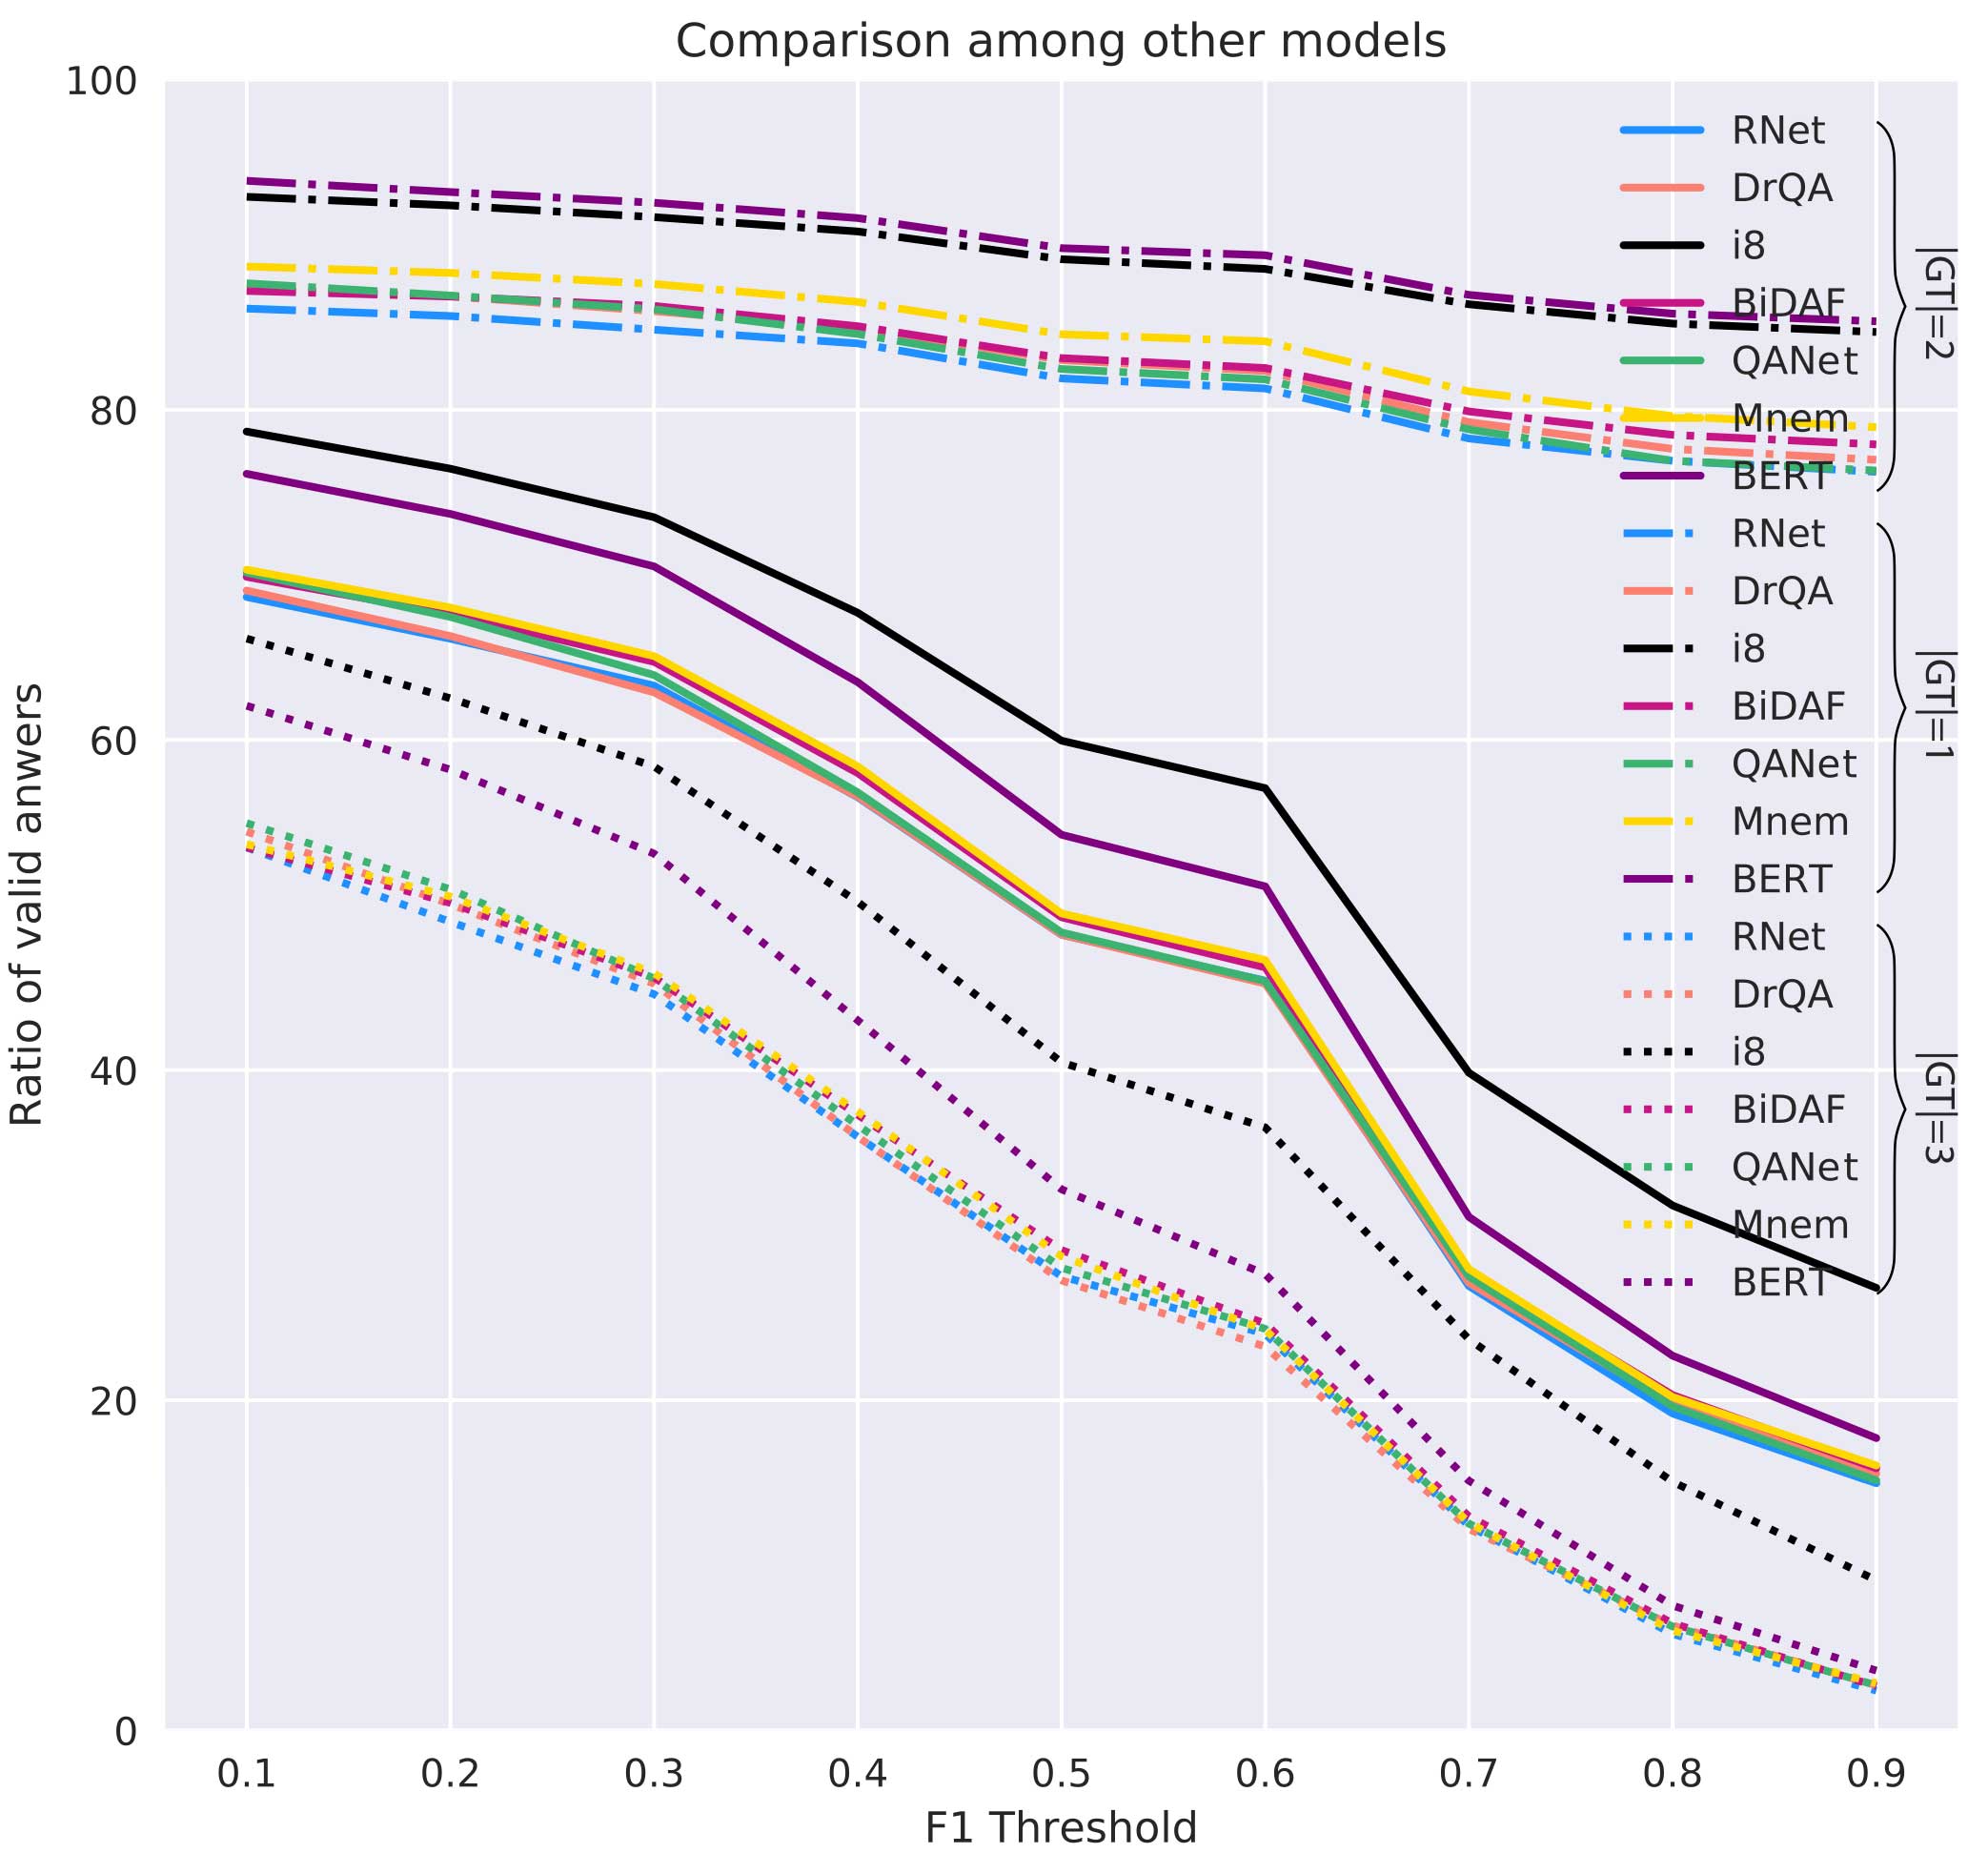 Comparison among other models
Ratio of valid anwers
100
80
60
40
20
0
0.1 0.2 0.3 0.4 0.5 0.6 0.7 0.8 0.9
F1 Threshold
RNet
DrQA
i8
BiDAF
QANet
Mnem
BERT
|GT|=2
RNet
DrQA
i8
BiDAF
QANet
Mnem
BERT
|GT|=1
RNet
DrQA
i8
BiDAF
QANet
Mnem
BERT
|GT|=3